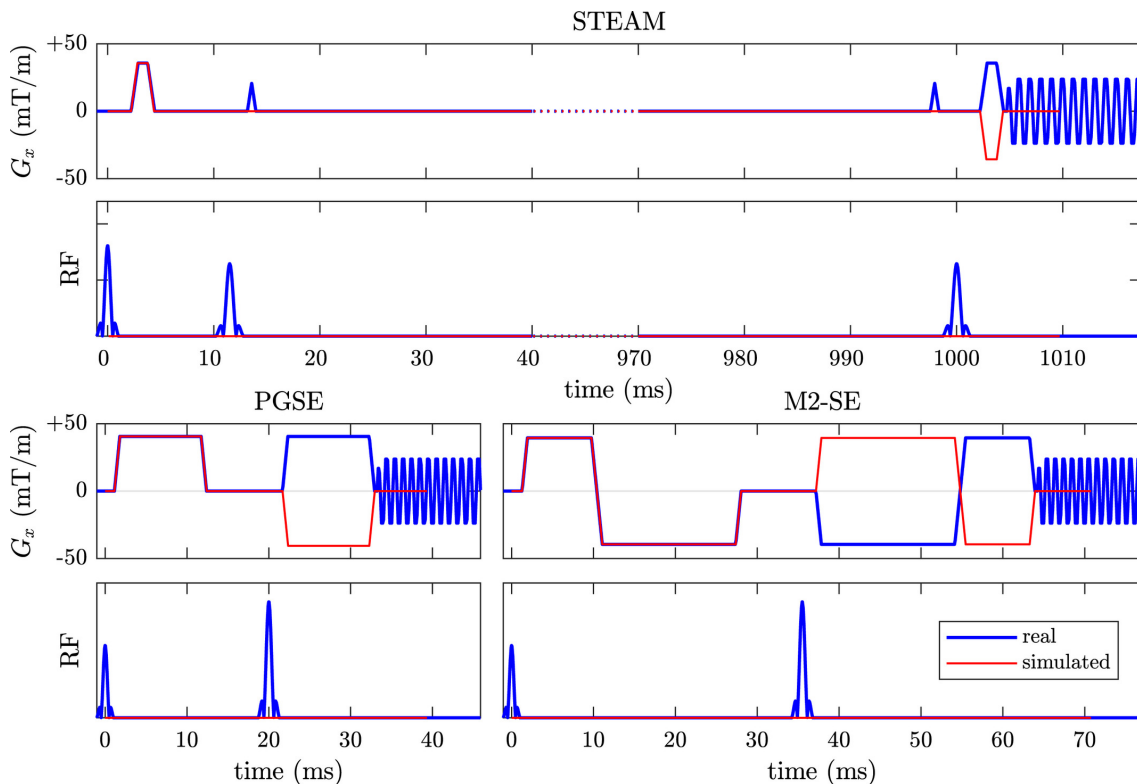 STEAM
+50
0
-50
G_x (mT/m)
RF
0 10 20 30 40 970 980 990 1000 1010
time (ms)
PGSE M2-SE
+50
0
-50
G_x (mT/m)
RF
real
simulated
0 10 20 30 40 0 10 20 30 40 50 60 70
time (ms) time (ms)